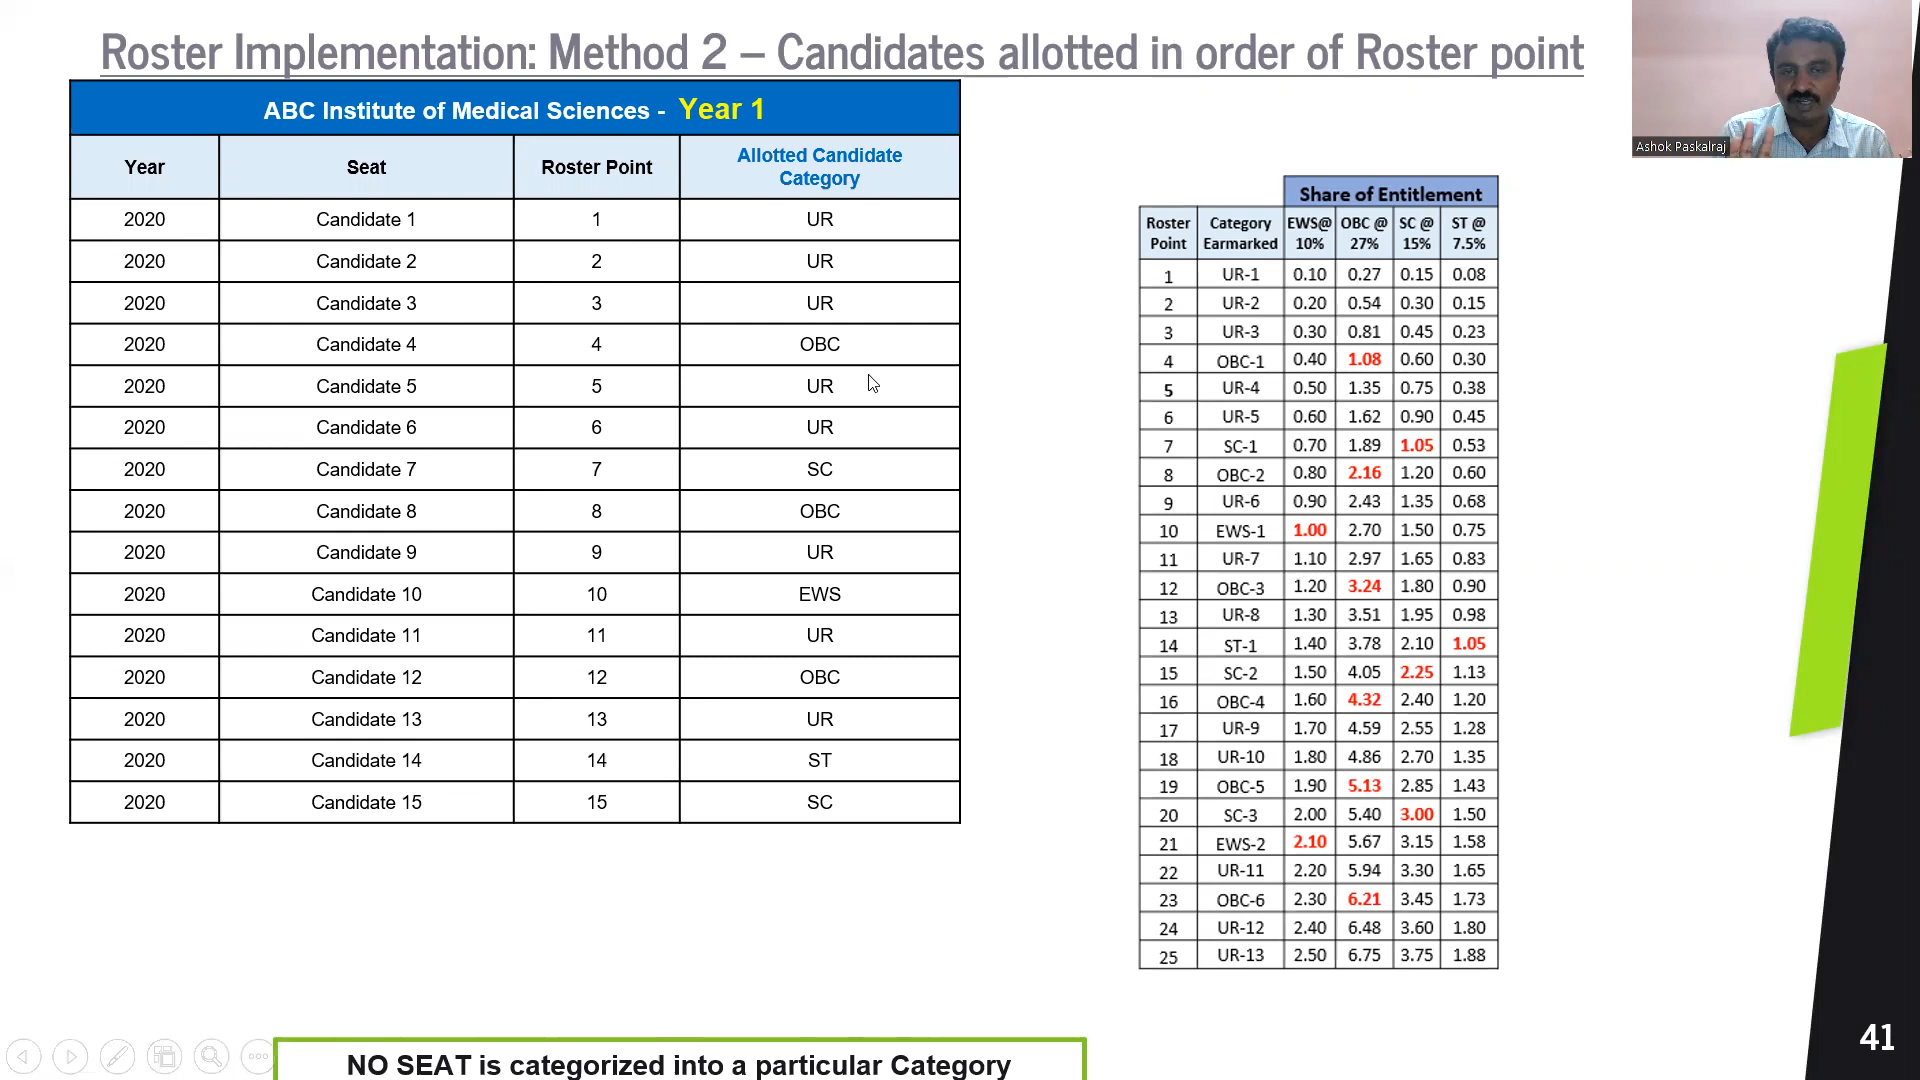 Roster Implementation: Method 2 – Candidates allotted in order of Roster point
ABC Institute of Medical Sciences - Year 1
Year Seat Roster Point Allotted Candidate Category
2020 Candidate 1 1 UR
2020 Candidate 2 2 UR
2020 Candidate 3 3 UR
2020 Candidate 4 4 OBC
2020 Candidate 5 5 UR
2020 Candidate 6 6 UR
2020 Candidate 7 7 SC
2020 Candidate 8 8 OBC
2020 Candidate 9 9 UR
2020 Candidate 10 10 EWS
2020 Candidate 11 11 UR
2020 Candidate 12 12 OBC
2020 Candidate 13 13 UR
2020 Candidate 14 14 ST
2020 Candidate 15 15 SC
Share of Entitlement
Roster Point Category Earmarked EWS@ 10% OBC @ 27% SC @ 15% ST @ 7.5%
1 UR-1 0.10 0.27 0.15 0.08
2 UR-2 0.20 0.54 0.30 0.15
3 UR-3 0.30 0.81 0.45 0.23
4 OBC-1 0.40 1.08 0.60 0.30
5 UR-4 0.50 1.35 0.75 0.38
6 UR-5 0.60 1.62 0.90 0.45
7 SC-1 0.70 1.89 1.05 0.53
8 OBC-2 0.80 2.16 1.20 0.60
9 UR-6 0.90 2.43 1.35 0.68
10 EWS-1 1.00 2.70 1.50 0.75
11 UR-7 1.10 2.97 1.65 0.83
12 OBC-3 1.20 3.24 1.80 0.90
13 UR-8 1.30 3.51 1.95 0.98
14 ST-1 1.40 3.78 2.10 1.05
15 SC-2 1.50 4.05 2.25 1.13
16 OBC-4 1.60 4.32 2.40 1.20
17 UR-9 1.70 4.59 2.55 1.28
18 UR-10 1.80 4.86 2.70 1.35
19 OBC-5 1.90 5.13 2.85 1.43
20 SC-3 2.00 5.40 3.00 1.50
21 EWS-2 2.10 5.67 3.15 1.58
22 UR-11 2.20 5.94 3.30 1.65
23 OBC-6 2.30 6.21 3.45 1.73
24 UR-12 2.40 6.48 3.60 1.80
25 UR-13 2.50 6.75 3.75 1.88
Ashok Paskalraj
NO SEAT is categorized into a particular Category
41